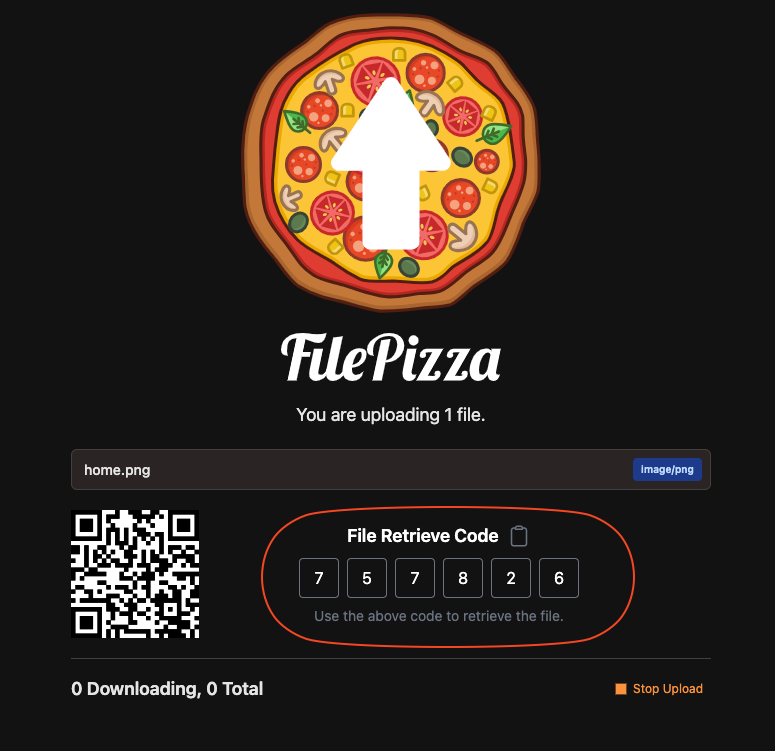 FilePizza
You are uploading 1 file.
home.png
image/png
File Retrieve Code
7 5 7 8 2 6
Use the above code to retrieve the file.
0 Downloading, 0 Total
Stop Upload